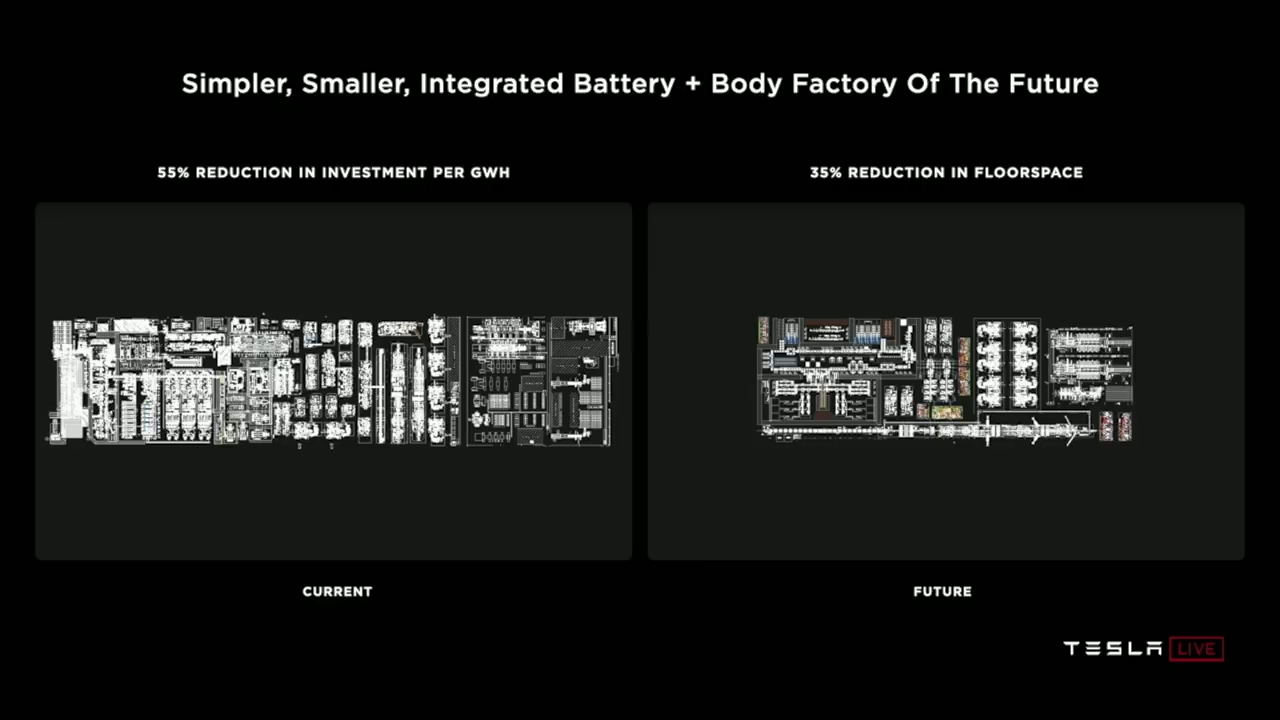 Simpler, Smaller, Integrated Battery + Body Factory Of The Future
55% REDUCTION IN INVESTMENT PER GWH
35% REDUCTION IN FLOORSPACE
CURRENT
FUTURE
TESLA LIVE